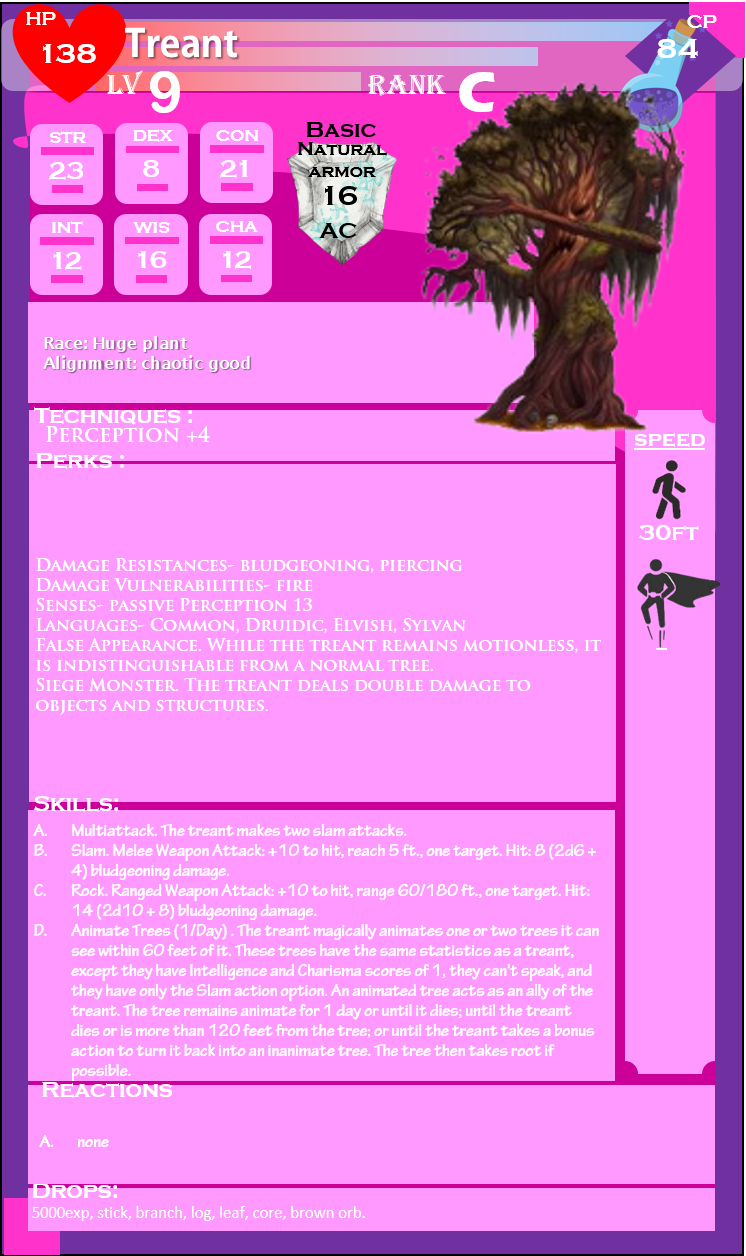 HP
138
Treant
CP
84
LV 9
RANK C
STR
23
DEX
8
CON
21
INT
12
WIS
16
CHA
12
Basic
Natural
armor
16
AC
Race: Huge plant
Alignment: chaotic good
Techniques :
Perception +4
Perks :
Damage Resistances- bludgeoning, piercing
Damage Vulnerabilities- fire
Senses- passive Perception 13
Languages- Common, Druidic, Elvish, Sylvan
False Appearance. While the treant remains motionless, it
is indistinguishable from a normal tree.
Siege Monster. The treant deals double damage to
objects and structures.
SPEED
30FT
Skills:
A. Multiattack. The treant makes two slam attacks.
B. Slam. Melee Weapon Attack: +10 to hit, reach 5 ft., one target. Hit: 8 (2d6 +
4) bludgeoning damage.
C. Rock. Ranged Weapon Attack: +10 to hit, range 60/180 ft., one target. Hit:
14 (2d10 + 8) bludgeoning damage.
D. Animate Trees (1/Day) . The treant magically animates one or two trees it can
see within 60 feet of it. These trees have the same statistics as a treant,
except they have Intelligence and Charisma scores of 1, they can't speak, and
they have only the Slam action option. An animated tree acts as an ally of the
treant. The tree remains animate for 1 day or until it dies; until the treant
dies or is more than 120 feet from the tree; or until the treant takes a bonus
action to turn it back into an inanimate tree. The tree then takes root if
possible.
Reactions
A. none
Drops:
5000exp, stick, branch, log, leaf, core, brown orb.